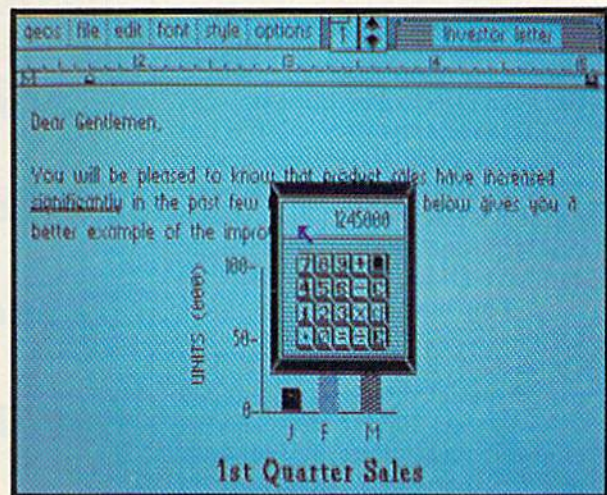 geos file edit font style options 1 Investor letter
12 13 14 15
Dear Gentlemen,
You will be pleased to know that product sales have increased
significantly in the past few below gives you a
better example of the impro
1245000
7 8 9 +
4 5 6 - C
1 2 3 x
. 0 =
UNITS (000)
100-
50-
0-
J F M
1st Quarter Sales